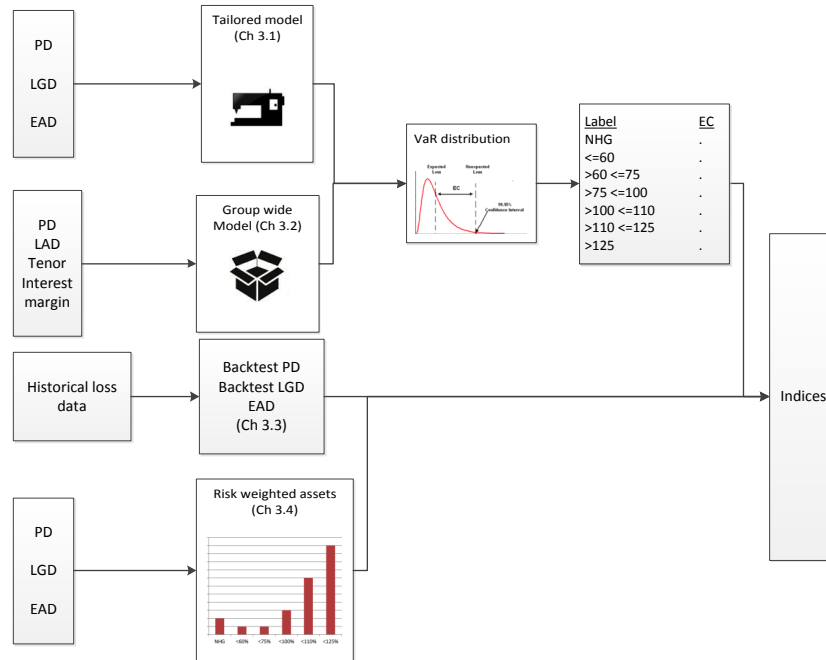 PD
LGD
EAD
Tailored model
(Ch 3.1)
PD
LAD
Tenor
Interest
margin
Group wide
Model (Ch 3.2)
VaR distribution
Expected
Loss
Unexpected
Loss
EC
Confidence Interval
Label EC
NHG .
<=60 .
>60 <=75 .
>75 <=100 .
>100 <=110 .
>110 <=125 .
>125 .
Historical loss
data
Backtest PD
Backtest LGD
EAD
(Ch 3.3)
Indices
PD
LGD
EAD
Risk weighted assets
(Ch 3.4)
NHG <60% <75% <100% <110% <125%